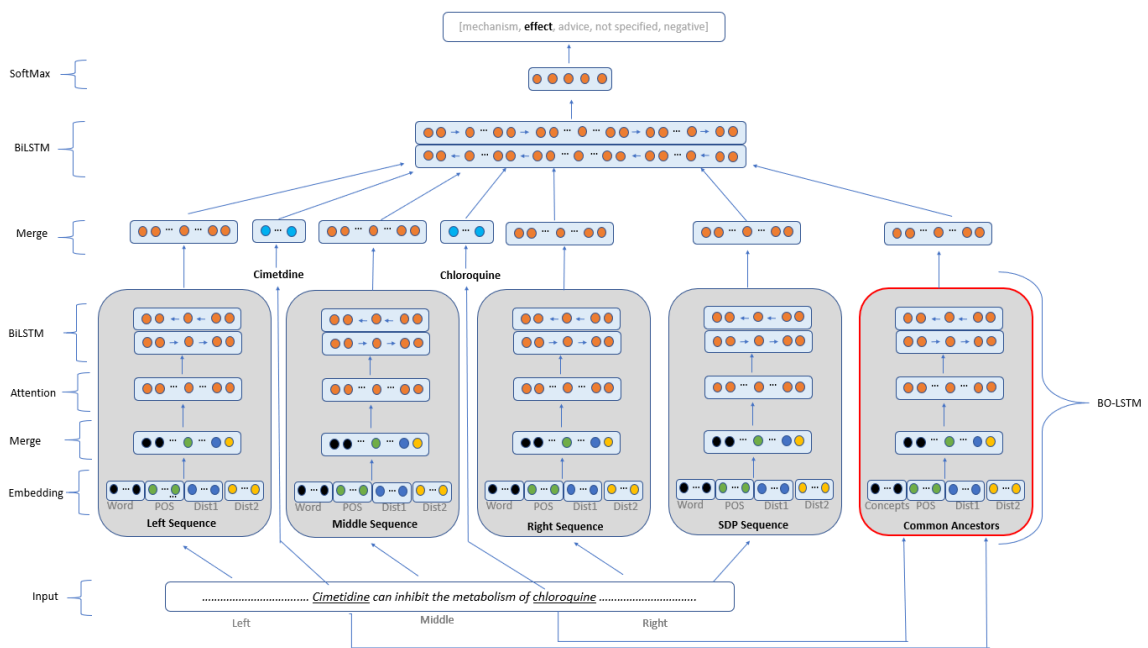 [mechanism, effect, advice, not specified, negative]
SoftMax
BiLSTM
Merge
Cimetdine
Chloroquine
BiLSTM
Attention
BO-LSTM
Merge
Embedding
Word POS Dist1 Dist2
Left Sequence
Word POS Dist1 Dist2
Middle Sequence
Word POS Dist1 Dist2
Right Sequence
Word POS Dist1 Dist2
SDP Sequence
Concepts POS Dist1 Dist2
Common Ancestors
Input
................................ Cimetidine can inhibit the metabolism of chloroquine .............................
Left Middle Right